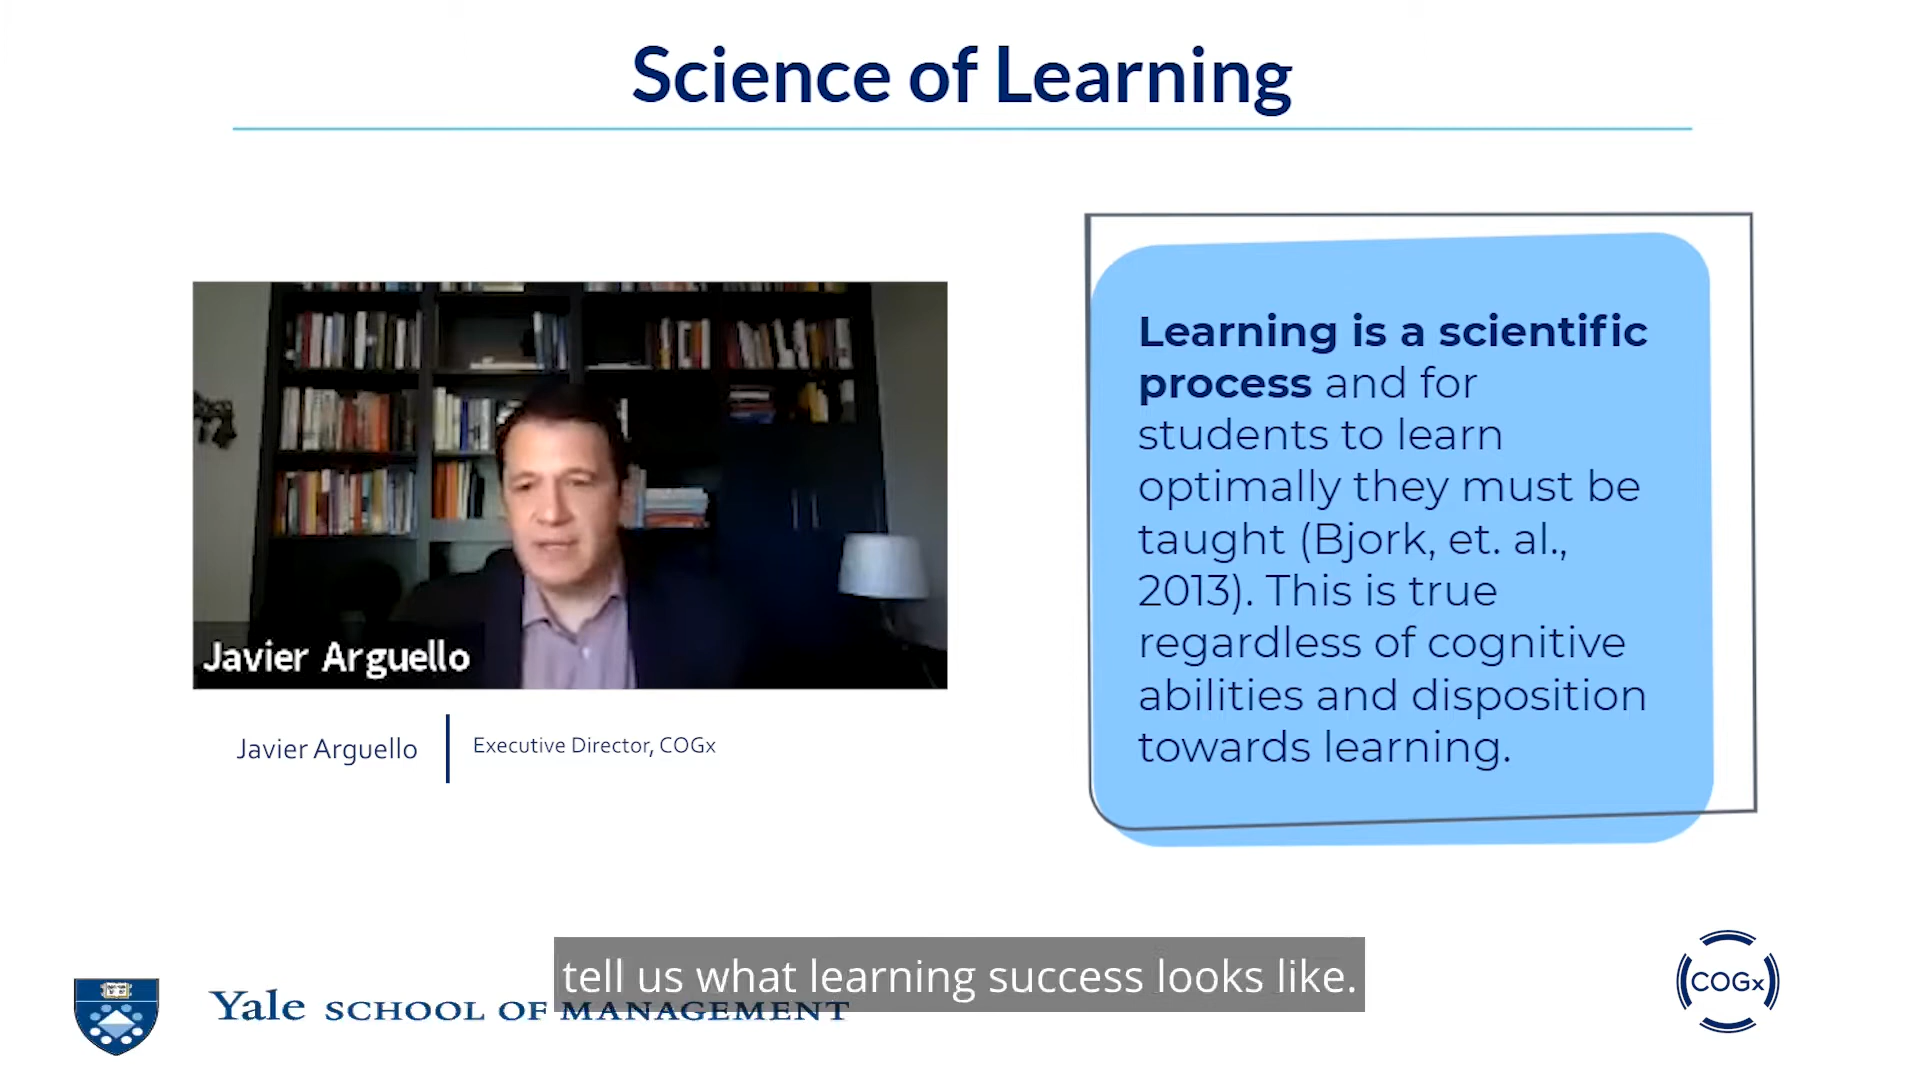 Science of Learning
Javier Arguello
Javier Arguello
Executive Director, COGx
Learning is a scientific
process and for
students to learn
optimally they must be
taught (Bjork, et. al.,
2013). This is true
regardless of cognitive
abilities and disposition
towards learning.
tell us what learning success looks like.
Yale SCHOOL OF MANAGEMENT
COGx